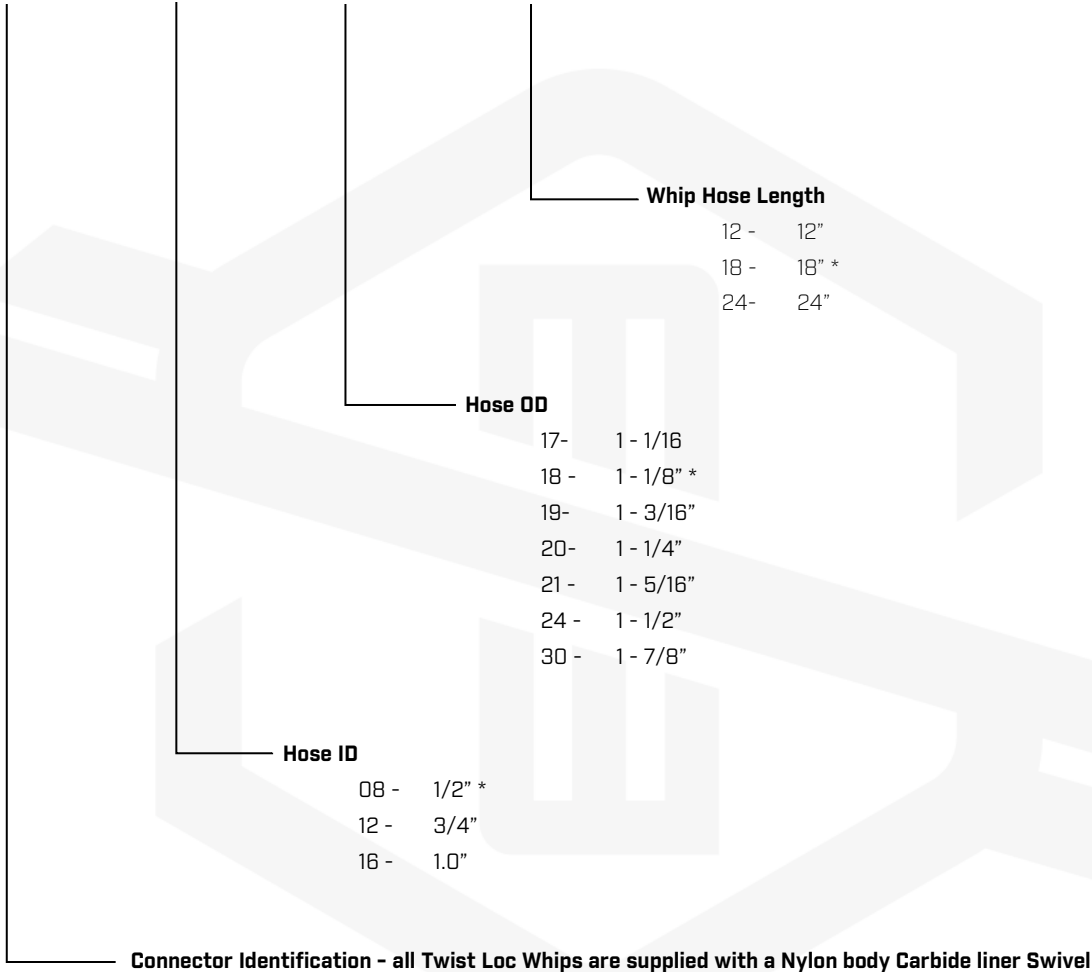 Whip Hose Length
12 - 12”
18 - 18” *
24- 24”
Hose OD
17- 1 - 1/16
18 - 1 - 1/8” *
19- 1 - 3/16”
20- 1 - 1/4”
21 - 1 - 5/16”
24 - 1 - 1/2”
30 - 1 - 7/8”
Hose ID
08 - 1/2” *
12 - 3/4”
16 - 1.0”
Connector Identification - all Twist Loc Whips are supplied with a Nylon body Carbide liner Swive